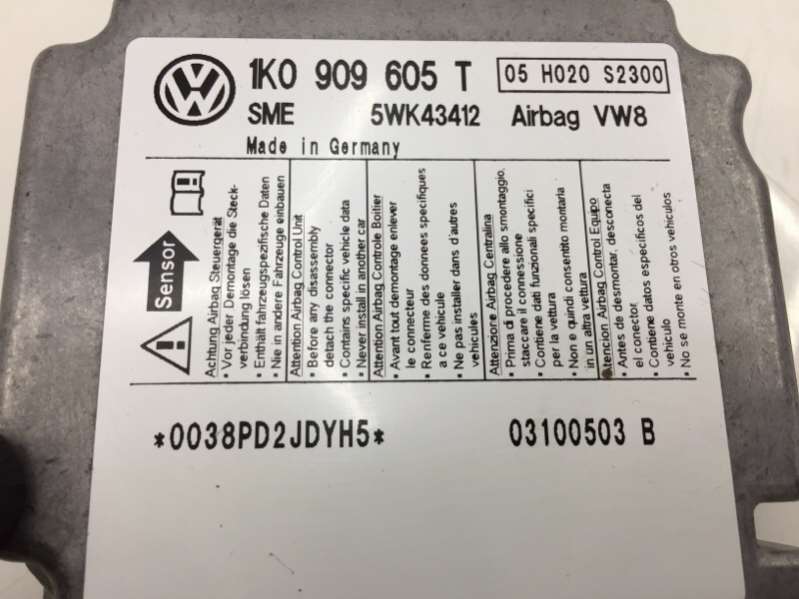 1K0 909 605 T
05 H020 S2300
SME 5WK43412 Airbag VW8
Made in Germany
Sensor
Achtung Airbag Steuergerät
• Vor jeder Demontage die Steck-
verbindung lösen
• Enthält fahrzeugspezifische Daten
• Nie in andere Fahrzeuge einbauen
Attention Airbag Control Unit
• Before any disassembly
detach the connector
• Contains specific vehicle data
• Never install in another car
Attention Airbag Controle Boitier
• Avant tout demontage enlever
le connecteur
• Renferme des donnees specifiques
a ce vehicule
• Ne pas installer dans d'autres
vehicules
Attenzione Airbag Centralina
• Prima di procedere allo smontaggio,
staccare il connessione
• Contiene dati funzionali specifici
per la vettura
• Non e quindi consentito montarla
in un altra vettura
Atencion Airbag Control Equipo
• Antes de desmontar, desconecta
el conector
• Contiene datos especificos del
vehiculo
• No se monte en otros vehiculos
*0038PD2JDYH5*
03100503 B